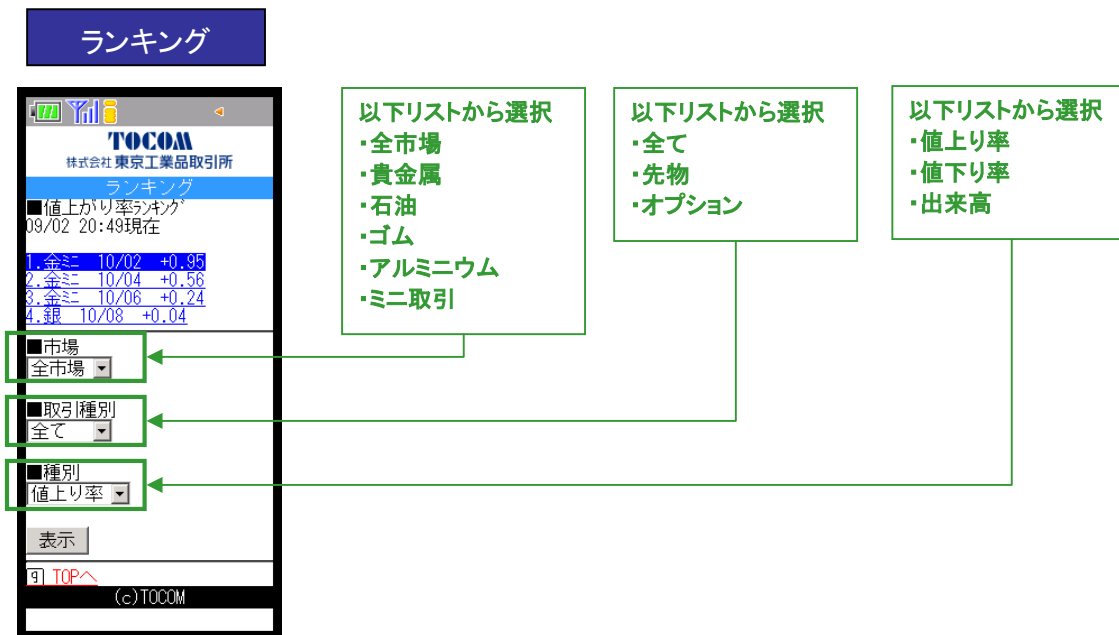 ランキング
TOCOM
株式会社 東京工業品取引所
ランキング
■値上がり率ﾗﾝｷﾝｸﾞ
09/02 20:49現在
1.金ミニ 10/02 +0.95
2.金ミニ 10/04 +0.56
3.金ミニ 10/06 +0.24
4.銀 10/08 +0.04
■市場
全市場
■取引種別
全て
■種別
値上り率
表示
9 TOPへ
(c)TOCOM
以下リストから選択
・全市場
・貴金属
・石油
・ゴム
・アルミニウム
・ミニ取引
以下リストから選択
・全て
・先物
・オプション
以下リストから選択
・値上り率
・値下り率
・出来高